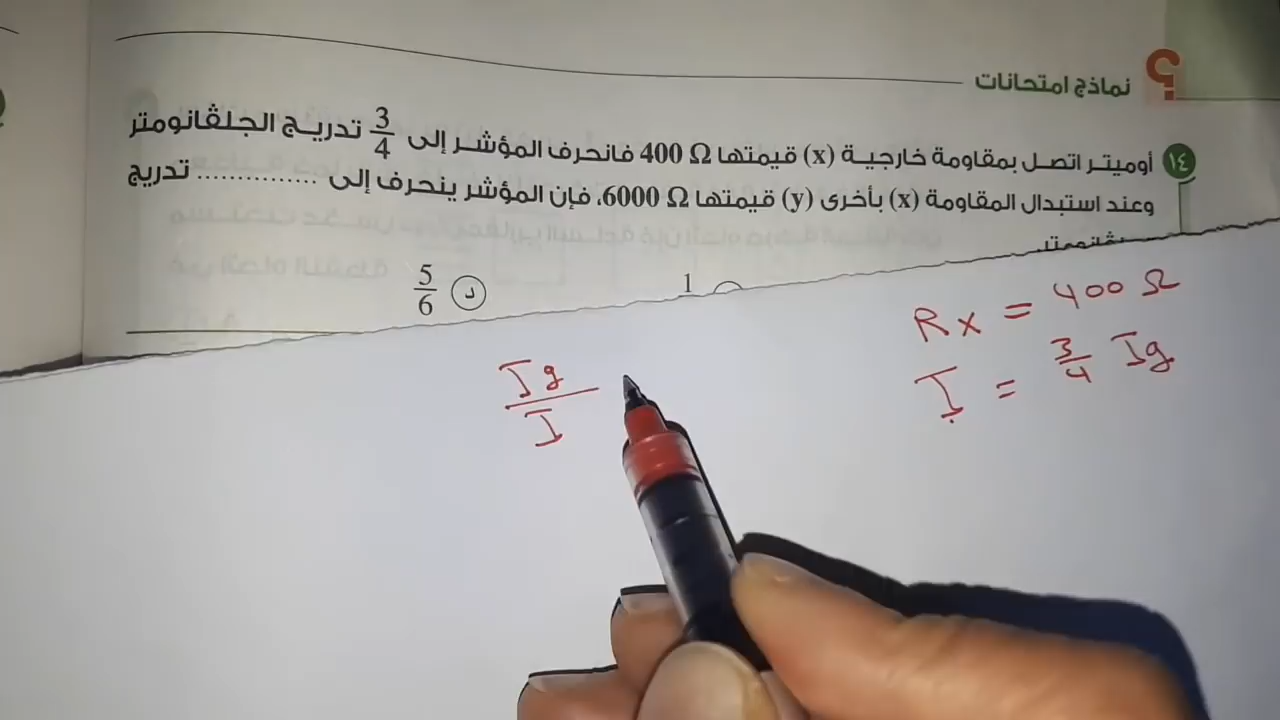 نماذج امتحانات ؟
١٤ أوميتر اتصل بمقاومة خارجية (x) قيمتها 400 Ω فانحرف المؤشر إلى 3/4 تدريج الجلڤانومتر
وعند استبدال المقاومة (x) بأخرى (y) قيمتها 6000 Ω، فإن المؤشر ينحرف إلى ............... تدريج
1
د 5/6
Rx = 400 Ω
I = 3/4 Ig
Ig/I